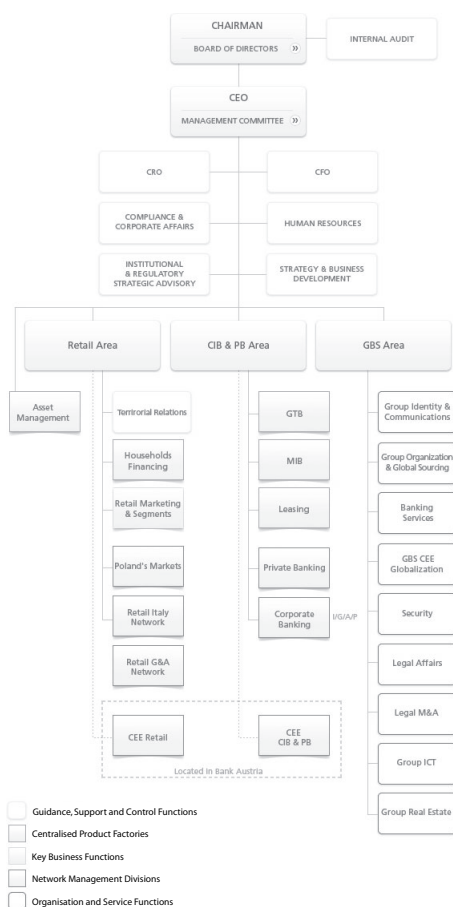 CHAIRMAN
BOARD OF DIRECTORS »
INTERNAL AUDIT
CEO
MANAGEMENT COMMITTEE »
CRO
CFO
COMPLIANCE &
CORPORATE AFFAIRS
HUMAN RESOURCES
INSTITUTIONAL
& REGULATORY
STRATEGIC ADVISORY
STRATEGY & BUSINESS
DEVELOPMENT
Retail Area
CIB & PB Area
GBS Area
Asset
Management
Terrirorial Relations
Households
Financing
Retail Marketing
& Segments
Poland's Markets
Retail Italy
Network
Retail G&A
Network
CEE Retail
GTB
MIB
Leasing
Private Banking
Corporate
Banking
I/G/A/P
CEE
CIB & PB
Located in Bank Austria
Group Identity &
Communications
Group Organization
& Global Sourcing
Banking
Services
GBS CEE
Globalization
Security
Legal Affairs
Legal M&A
Group ICT
Group Real Estate
Guidance, Support and Control Functions
Centralised Product Factories
Key Business Functions
Network Management Divisions
Organisation and Service Functions